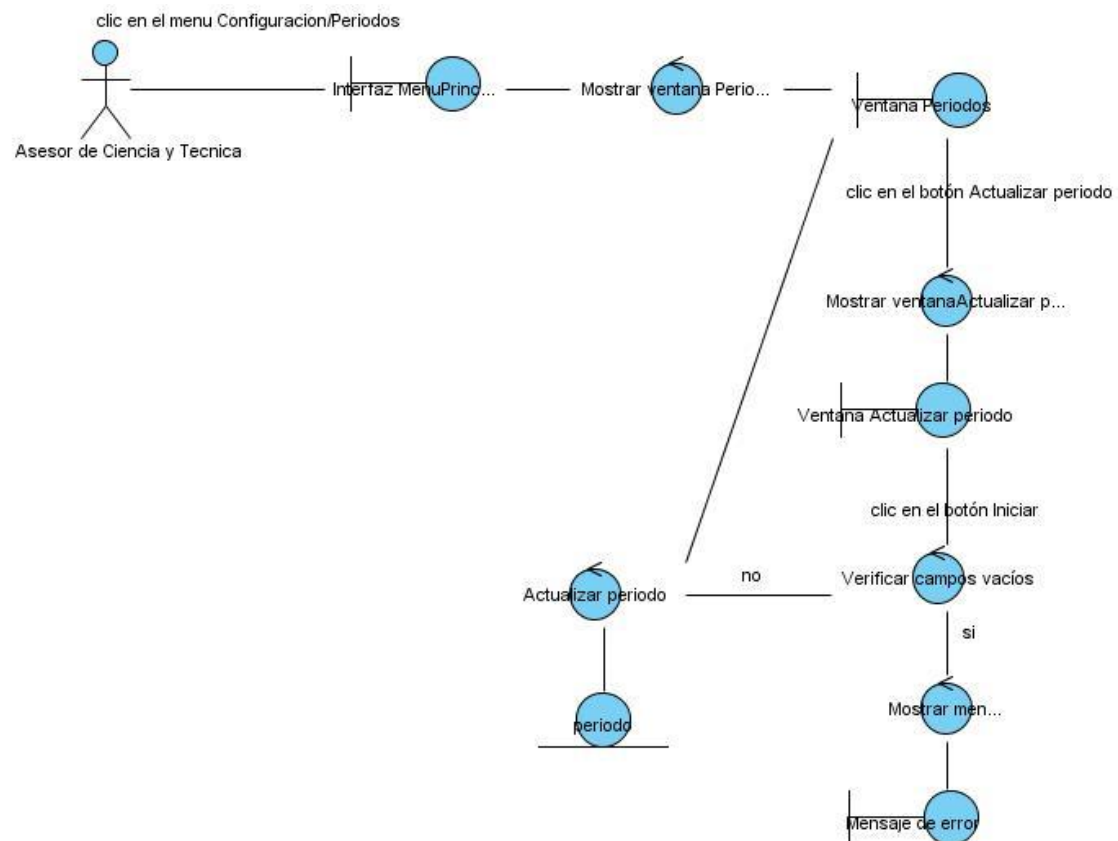 clic en el menu Configuracion/Periodos
Interfaz MenuPrinc...
Mostrar ventana Perio...
Ventana Periodos
Asesor de Ciencia y Tecnica
clic en el botón Actualizar periodo
Mostrar ventanaActualizar p...
Ventana Actualizar periodo
clic en el botón Iniciar
Actualizar periodo
no
Verificar campos vacíos
si
Mostrar men...
periodo
Mensaje de error